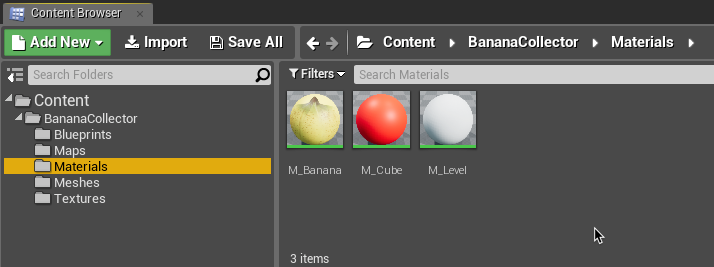 Content Browser
Add New Import Save All Content BananaCollector Materials
Search Folders
Filters Search Materials
Content
BananaCollector
Blueprints
Maps
Materials
Meshes
Textures
M_Banana M_Cube M_Level
3 items